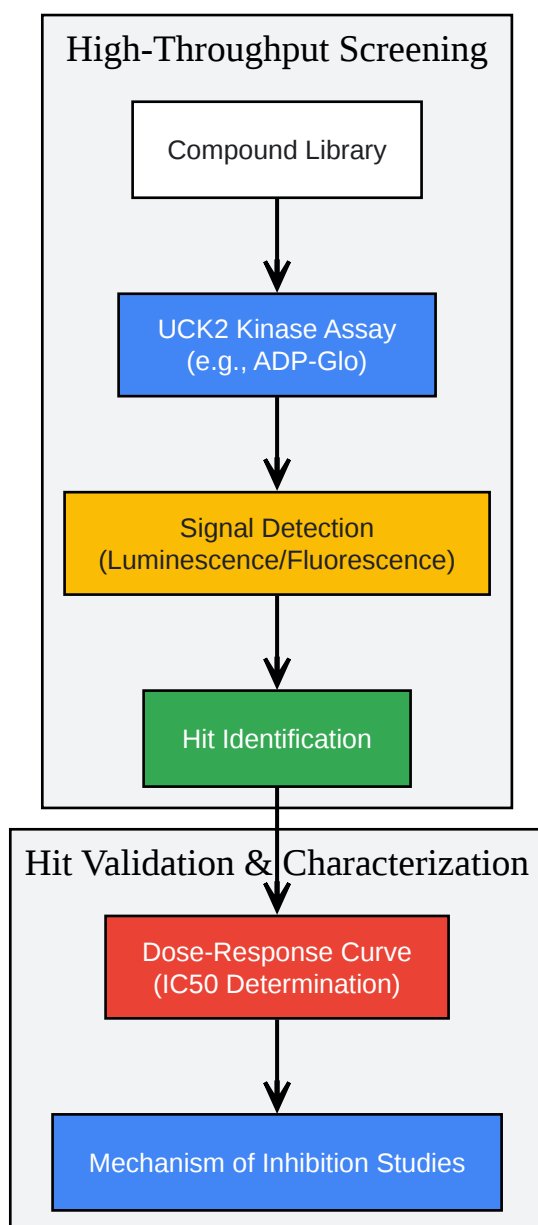 High-Throughput Screening
Compound Library
UCK2 Kinase Assay
(e.g., ADP-Glo)
Signal Detection
(Luminescence/Fluorescence)
Hit Identification
Hit Validation & Characterization
Dose-Response Curve
(IC50 Determination)
Mechanism of Inhibition Studies